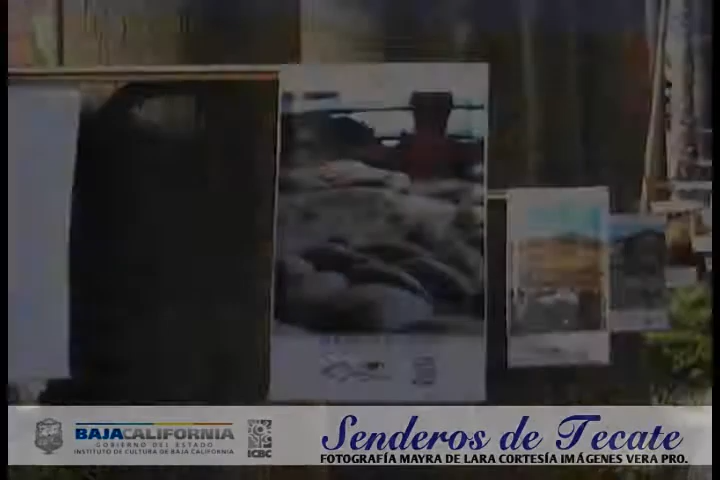 BAJACALIFORNIA
GOBIERNO DEL ESTADO
INSTITUTO DE CULTURA DE BAJA CALIFORNIA
ICBC
Senderos de Tecate
FOTOGRAFÍA MAYRA DE LARA CORTESÍA IMÁGENES VERA PRO.